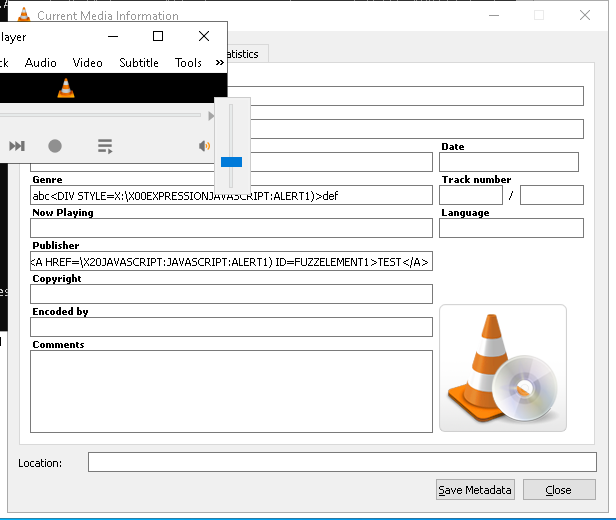 Current Media Information
layer
ck Audio Video Subtitle Tools »
atistics
Date
Genre
Track number
abc<DIV STYLE=X:\X00EXPRESSIONJAVASCRIPT:ALERT1)>def
/
Now Playing
Language
Publisher
<A HREF=\X20JAVASCRIPT:JAVASCRIPT:ALERT1) ID=FUZZELEMENT1>TEST</A>
Copyright
Encoded by
Comments
Location:
Save Metadata
Close